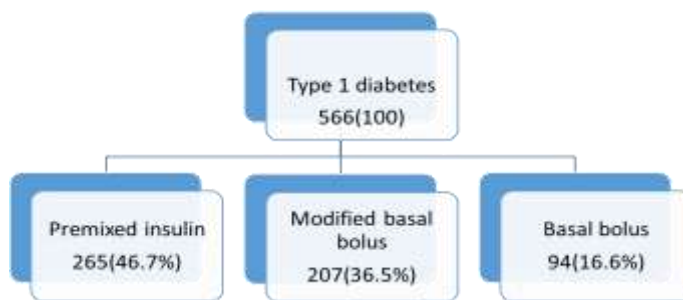 Type 1 diabetes
566(100)
Premixed insulin
265(46.7%)
Modified basal
bolus
207(36.5%)
Basal bolus
94(16.6%)